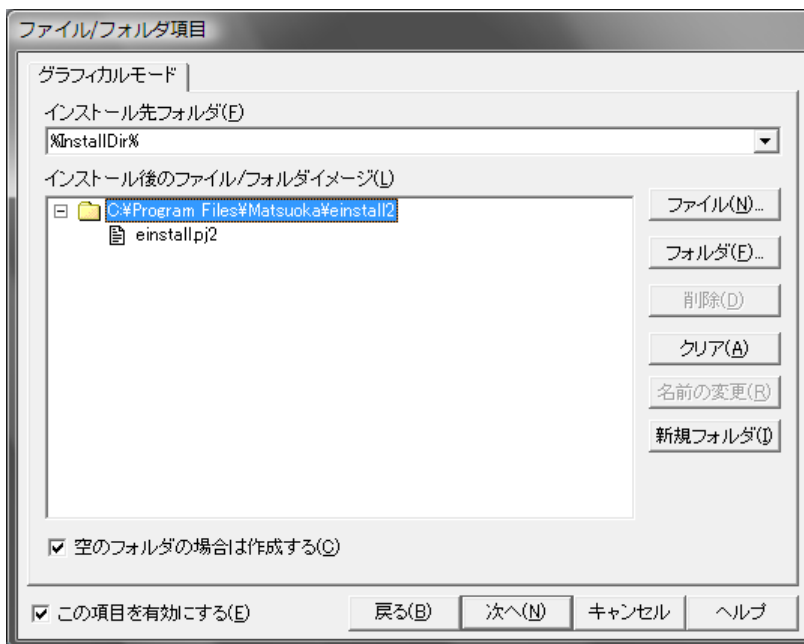 ファイル/フォルダ項目
グラフィカルモード
インストール先フォルダ(F)
%InstallDir%
インストール後のファイル/フォルダイメージ(L)
C:¥Program Files¥Matsuoka¥einstall2
einstall.pj2
ファイル(N)...
フォルダ(F)...
削除(D)
クリア(A)
名前の変更(R)
新規フォルダ(I)
空のフォルダの場合は作成する(C)
この項目を有効にする(E)
戻る(B)
次へ(N)
キャンセル
ヘルプ